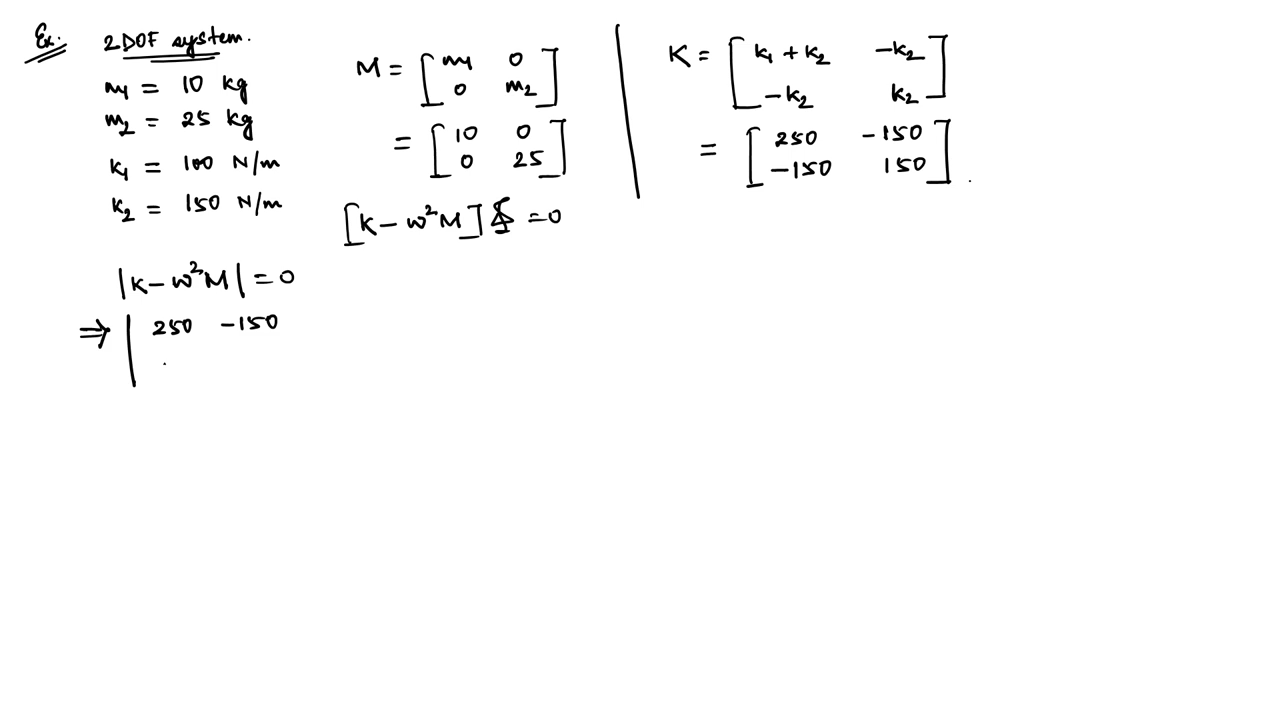 Ex. 2DOF system.
m₁ = 10 kg
m₂ = 25 kg
k₁ = 100 N/m
k₂ = 150 N/m
M = [ m₁ 0
0 m₂ ]
= [ 10 0
0 25 ]
[K - ω²M] = 0
K = [ k₁ + k₂ -k₂
-k₂ k₂ ]
= [ 250 -150
-150 150 ]
|K - ω²M| = 0
⇒ | 250 -150